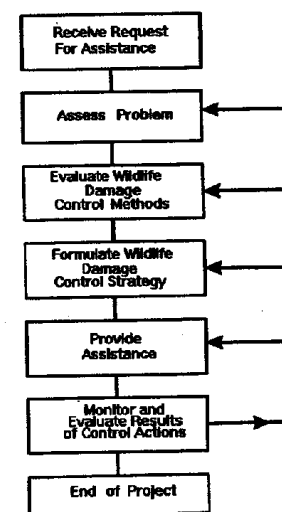 Receive Request
For Assistance
Assess Problem
Evaluate Wildlife
Damage
Control Methods
Formulate Wildlife
Damage
Control Strategy
Provide
Assistance
Monitor and
Evaluate Results
of Control Actions
End of Project